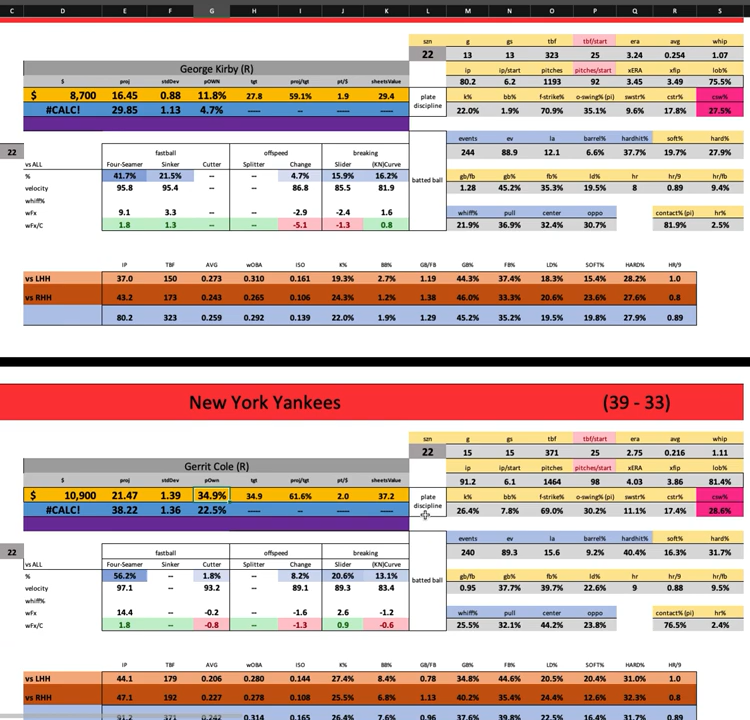 C D E F G H I J K L M N O P Q R S
szn g gs tbf tbf/start era avg whip
22 13 13 323 25 3.24 0.254 1.07
George Kirby (R) ip ip/start pitches pitches/start xERA xfip lob%
$ proj stdDev pOWN tgt proj/tgt pt/$ sheetsValue 80.2 6.2 1193 92 3.45 3.49 75.5%
$ 8,700 16.45 0.88 11.8% 27.8 59.1% 1.9 29.4 plate discipline k% bb% f-strike% o-swing% (pi) swstr% cstr% csw%
#CALC! 29.85 1.13 4.7% ---- -- ---- ---- 22.0% 1.9% 70.9% 35.1% 9.6% 17.8% 27.5%
events ev la barrel% hardhit% soft% hard%
22 fastball offspeed breaking 244 88.9 12.1 6.6% 37.7% 19.7% 27.9%
vs ALL Four-Seamer Sinker Cutter Splitter Change Slider (KN)Curve
% 41.7% 21.5% -- -- 4.7% 15.9% 16.2% batted ball gb/fb gb% fb% ld% hr hr/9 hr/fb
velocity 95.8 95.4 -- -- 86.8 85.5 81.9 1.28 45.2% 35.3% 19.5% 8 0.89 9.4%
whiff%
wFx 9.1 3.3 -2.9 -2.4 1.6 whiff% pull center oppo contact% (pi) hr%
wFx/C 1.8 1.3 -- -- -5.1 -1.3 0.8 21.9% 36.9% 32.4% 30.7% 81.9% 2.5%
IP TBF AVG wOBA ISO K% BB% GB/FB GB% FB% LD% SOFT% HARD% HR/9
vs LHH 37.0 150 0.273 0.310 0.161 19.3% 2.7% 1.19 44.3% 37.4% 18.3% 15.4% 28.2% 1.0
vs RHH 43.2 173 0.243 0.265 0.106 24.3% 1.2% 1.38 46.0% 33.3% 20.6% 23.6% 27.6% 0.8
80.2 323 0.259 0.292 0.139 22.0% 1.9% 1.29 45.2% 35.2% 19.5% 19.8% 27.9% 0.89
New York Yankees (39 - 33)
szn g gs tbf tbf/start era avg whip
22 15 15 371 25 2.75 0.216 1.11
Gerrit Cole (R) ip ip/start pitches pitches/start xERA xfip lob%
$ proj stdDev pOwn tgt proj/tgt pt/$ sheetsValue 91.2 6.1 1464 98 4.03 3.86 81.4%
$ 10,900 21.47 1.39 34.9% 34.9 61.6% 2.0 37.2 plate discipline k% bb% f-strike% o-swing% (pi) swstr% cstr% csw%
#CALC! 38.22 1.36 22.5% ---- -- ---- ---- 26.4% 7.8% 69.0% 30.2% 11.1% 17.4% 28.6%
events ev la barrel% hardhit% soft% hard%
22 fastball offspeed breaking 240 89.3 15.6 9.2% 40.4% 16.3% 31.7%
vs ALL Four-Seamer Sinker Cutter Splitter Change Slider (KN)Curve
% 56.2% -- 1.8% -- 8.2% 20.6% 13.1% batted ball gb/fb gb% fb% ld% hr hr/9 hr/fb
velocity 97.1 -- 93.2 -- 89.1 89.3 83.4 0.95 37.7% 39.7% 22.6% 9 0.88 9.5%
whiff%
wFx 14.4 -0.2 -1.6 2.6 -1.2 whiff% pull center oppo contact% (pi) hr%
wFx/C 1.8 -- -0.8 -- -1.3 0.9 -0.6 25.5% 32.1% 44.2% 23.8% 76.5% 2.4%
IP TBF AVG wOBA ISO K% BB% GB/FB GB% FB% LD% SOFT% HARD% HR/9
vs LHH 44.1 179 0.206 0.280 0.144 27.4% 8.4% 0.78 34.8% 44.6% 20.5% 20.4% 31.0% 1.0
vs RHH 47.1 192 0.227 0.278 0.108 25.5% 6.8% 1.13 40.2% 35.4% 24.4% 12.6% 32.3% 0.8
91.2 371 0.242 0.314 0.165 26.4% 7.6% 0.96 37.6% 39.8% 22.5% 16.4% 31.7% 0.9